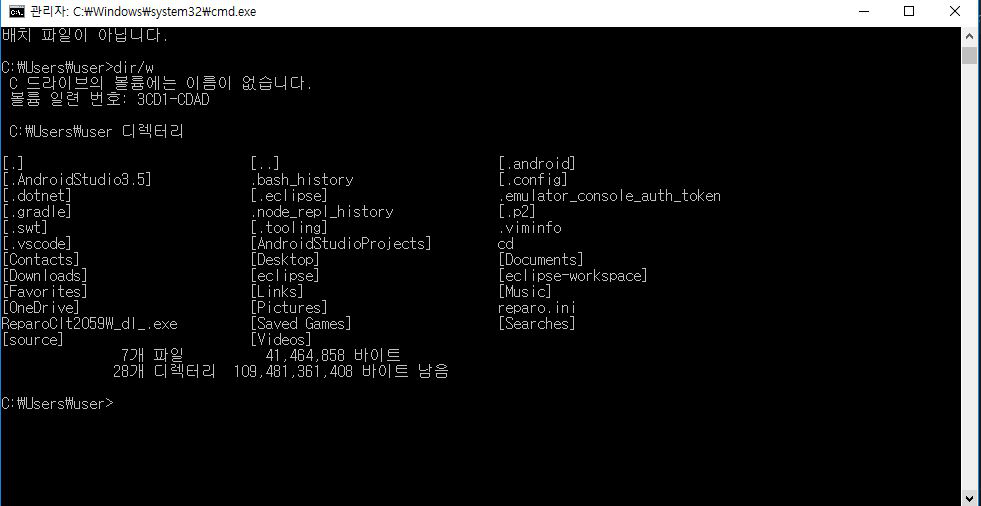 관리자: C:₩Windows₩system32₩cmd.exe
배치 파일이 아닙니다.
C:₩Users₩user>dir/w
C 드라이브의 볼륨에는 이름이 없습니다.
볼륨 일련 번호: 3CD1-CDAD
C:₩Users₩user 디렉터리
[.] [..] [.android]
[.AndroidStudio3.5] .bash_history [.config]
[.dotnet] [.eclipse] .emulator_console_auth_token
[.gradle] .node_repl_history [.p2]
[.swt] [.tooling] .viminfo
[.vscode] [AndroidStudioProjects] cd
[Contacts] [Desktop] [Documents]
[Downloads] [eclipse] [eclipse-workspace]
[Favorites] [Links] [Music]
[OneDrive] [Pictures] reparo.ini
ReparoClt2059W_dl_.exe [Saved Games] [Searches]
[source] [Videos]
7개 파일 41,464,858 바이트
28개 디렉터리 109,481,361,408 바이트 남음
C:₩Users₩user>